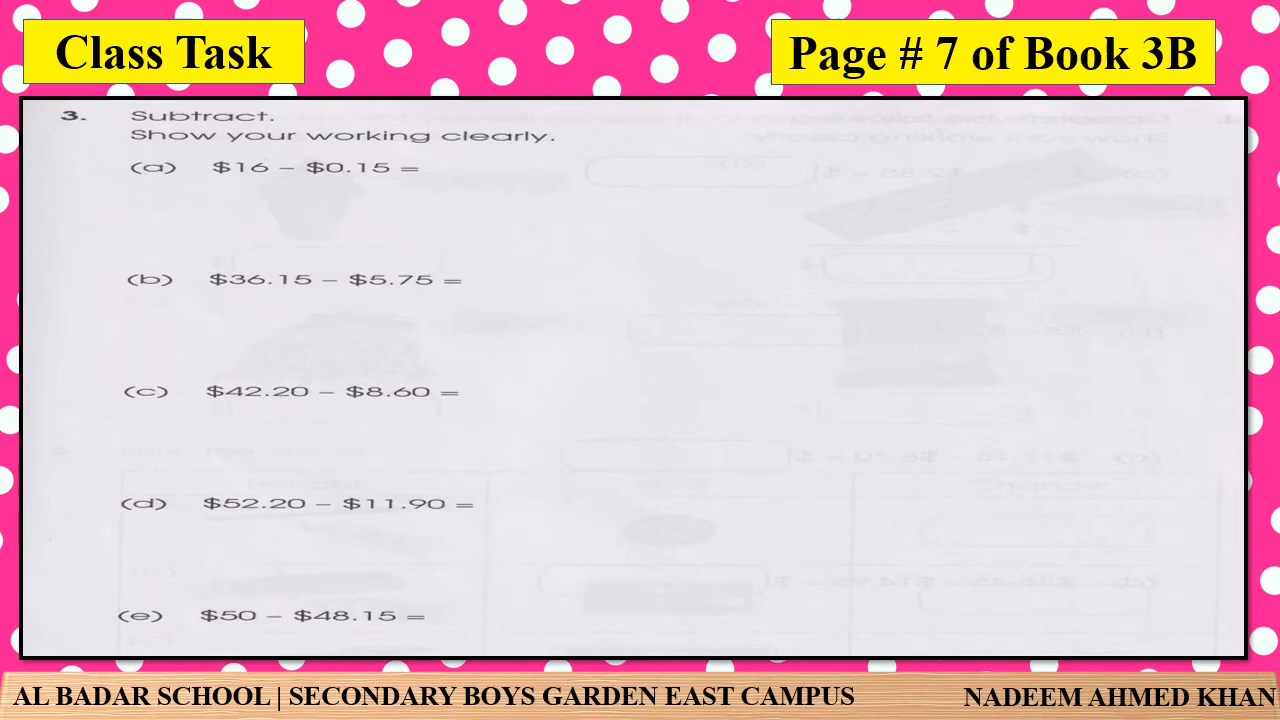 Class Task
Page # 7 of Book 3B
3. Subtract.
Show your working clearly.
(a) $16 – $0.15 =
(b) $36.15 – $5.75 =
(c) $42.20 – $8.60 =
(d) $52.20 – $11.90 =
(e) $50 – $48.15 =
AL BADAR SCHOOL | SECONDARY BOYS GARDEN EAST CAMPUS
NADEEM AHMED KHAN